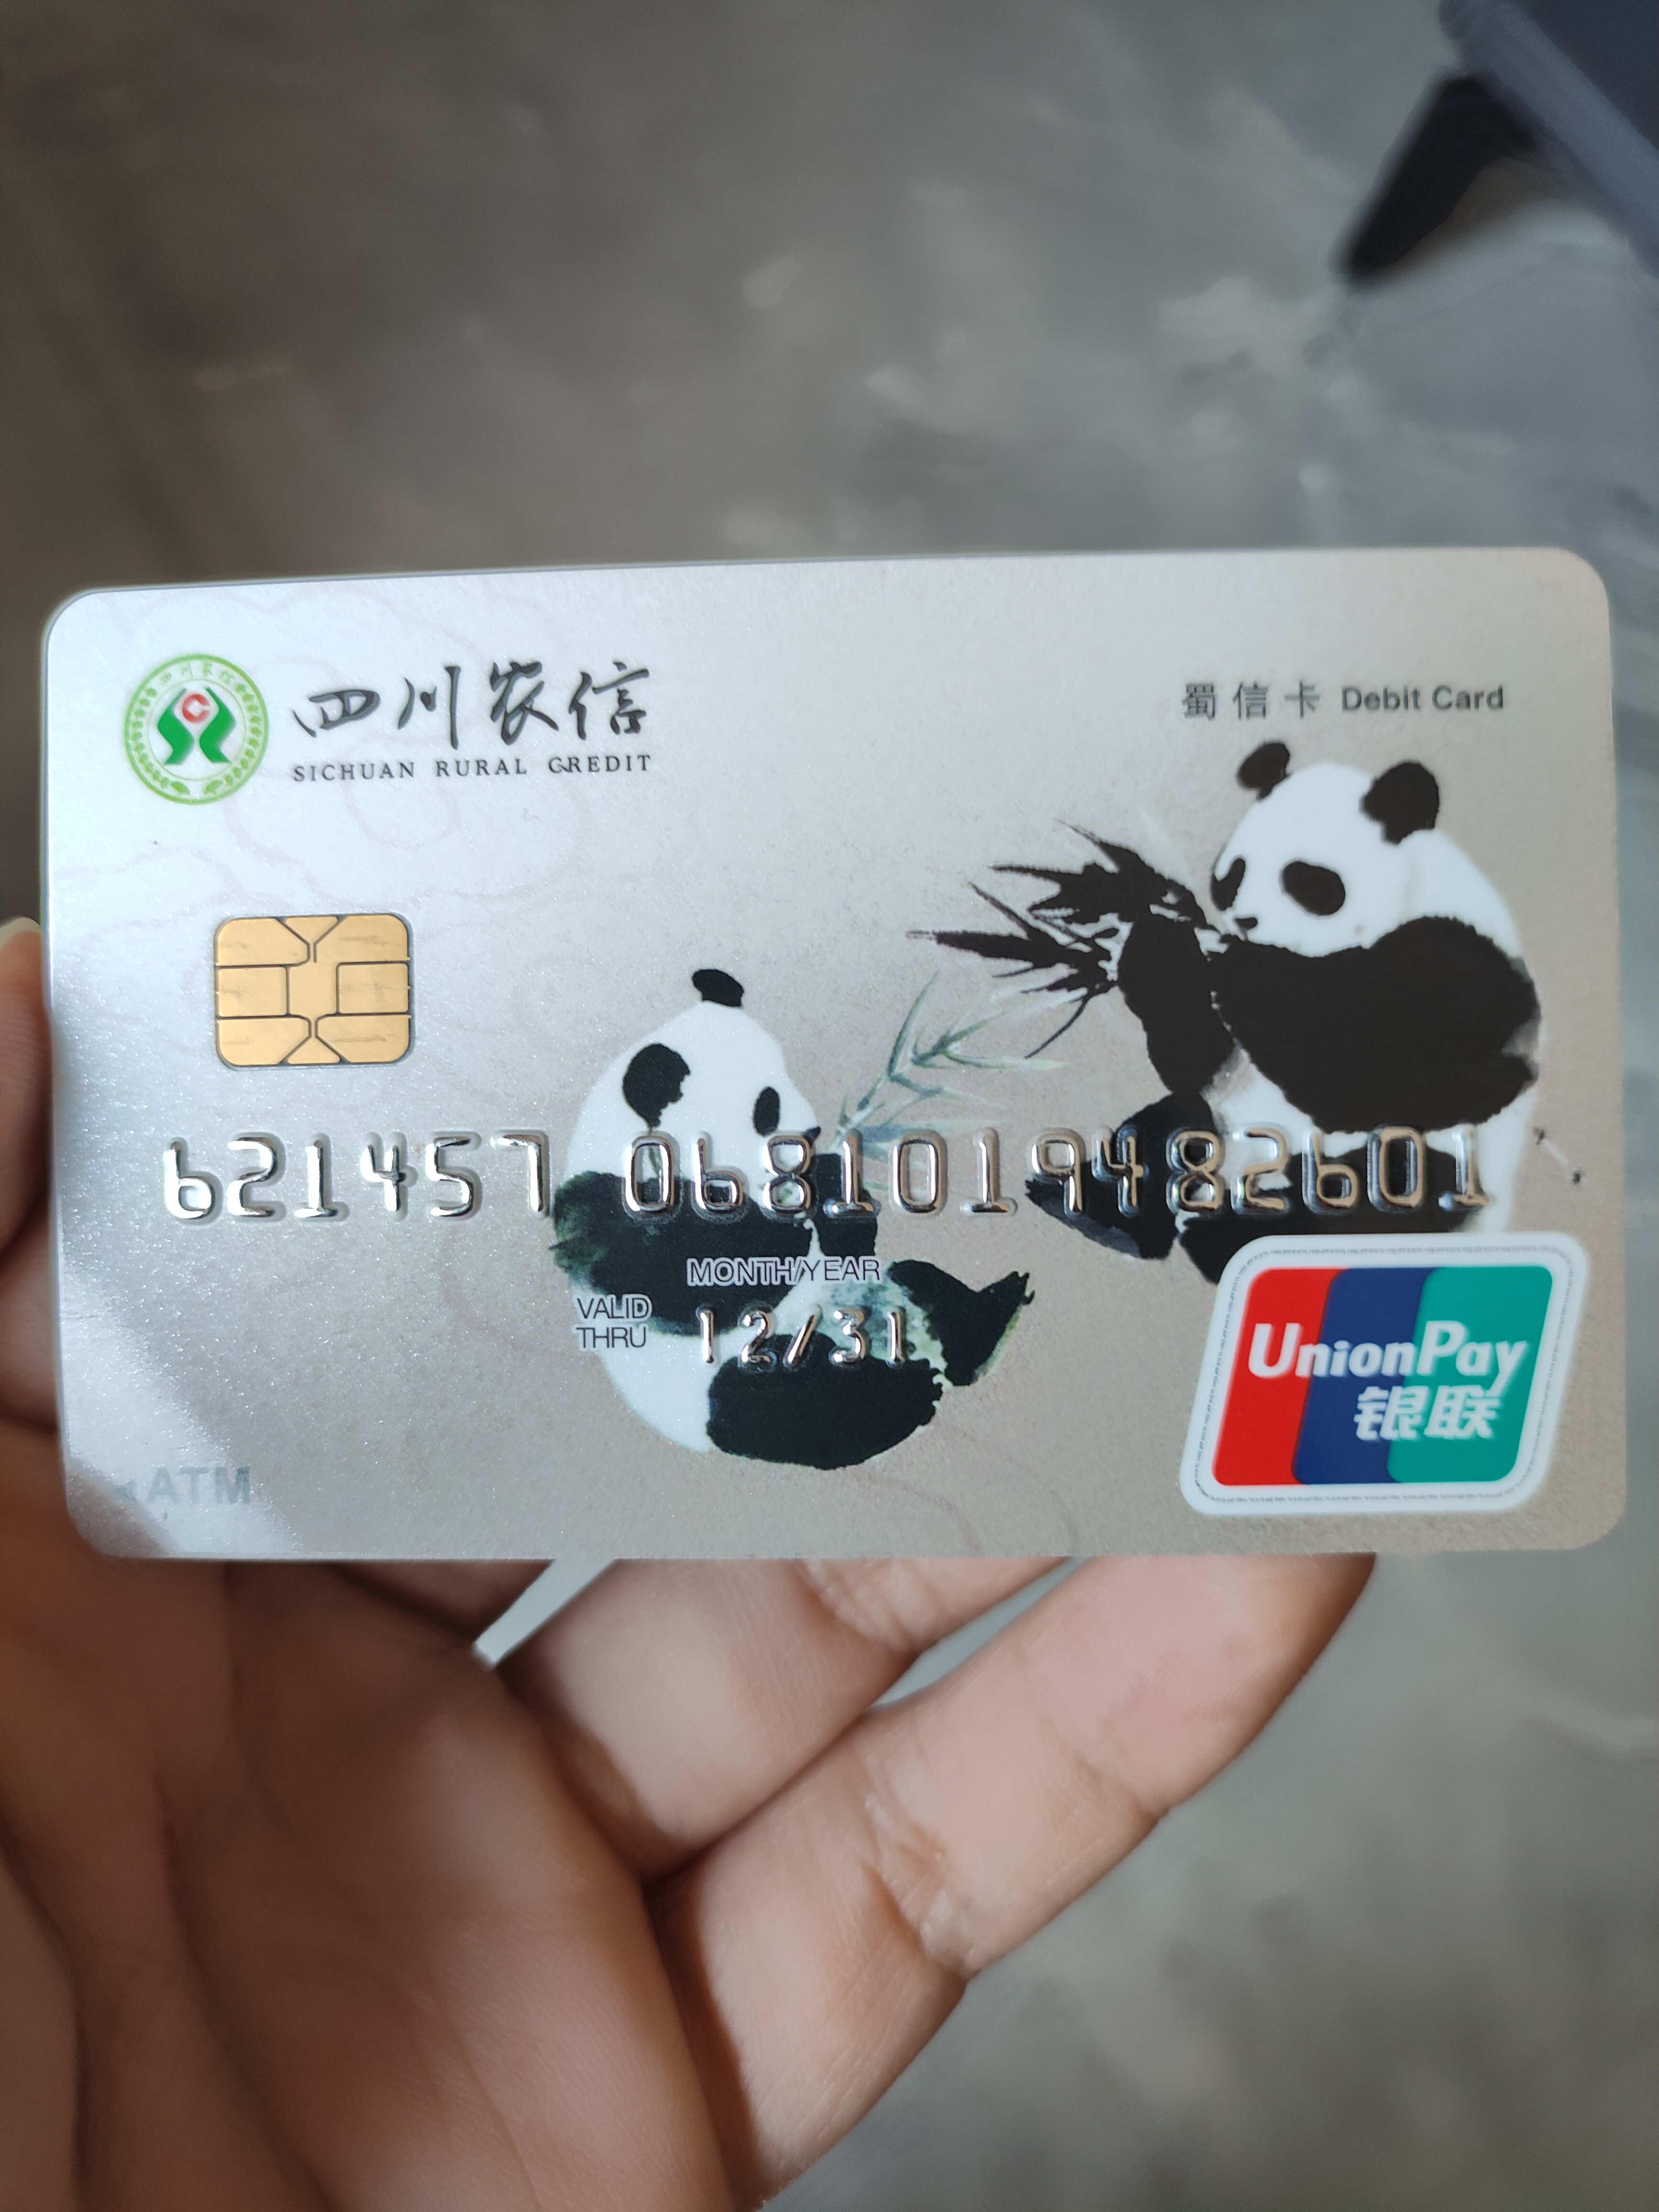 四川农信
SICHUAN RURAL CREDIT
蜀信卡 Debit Card
621457 0681019482601
MONTH/YEAR
VALID
THRU
12/31
UnionPay
银联
ATM